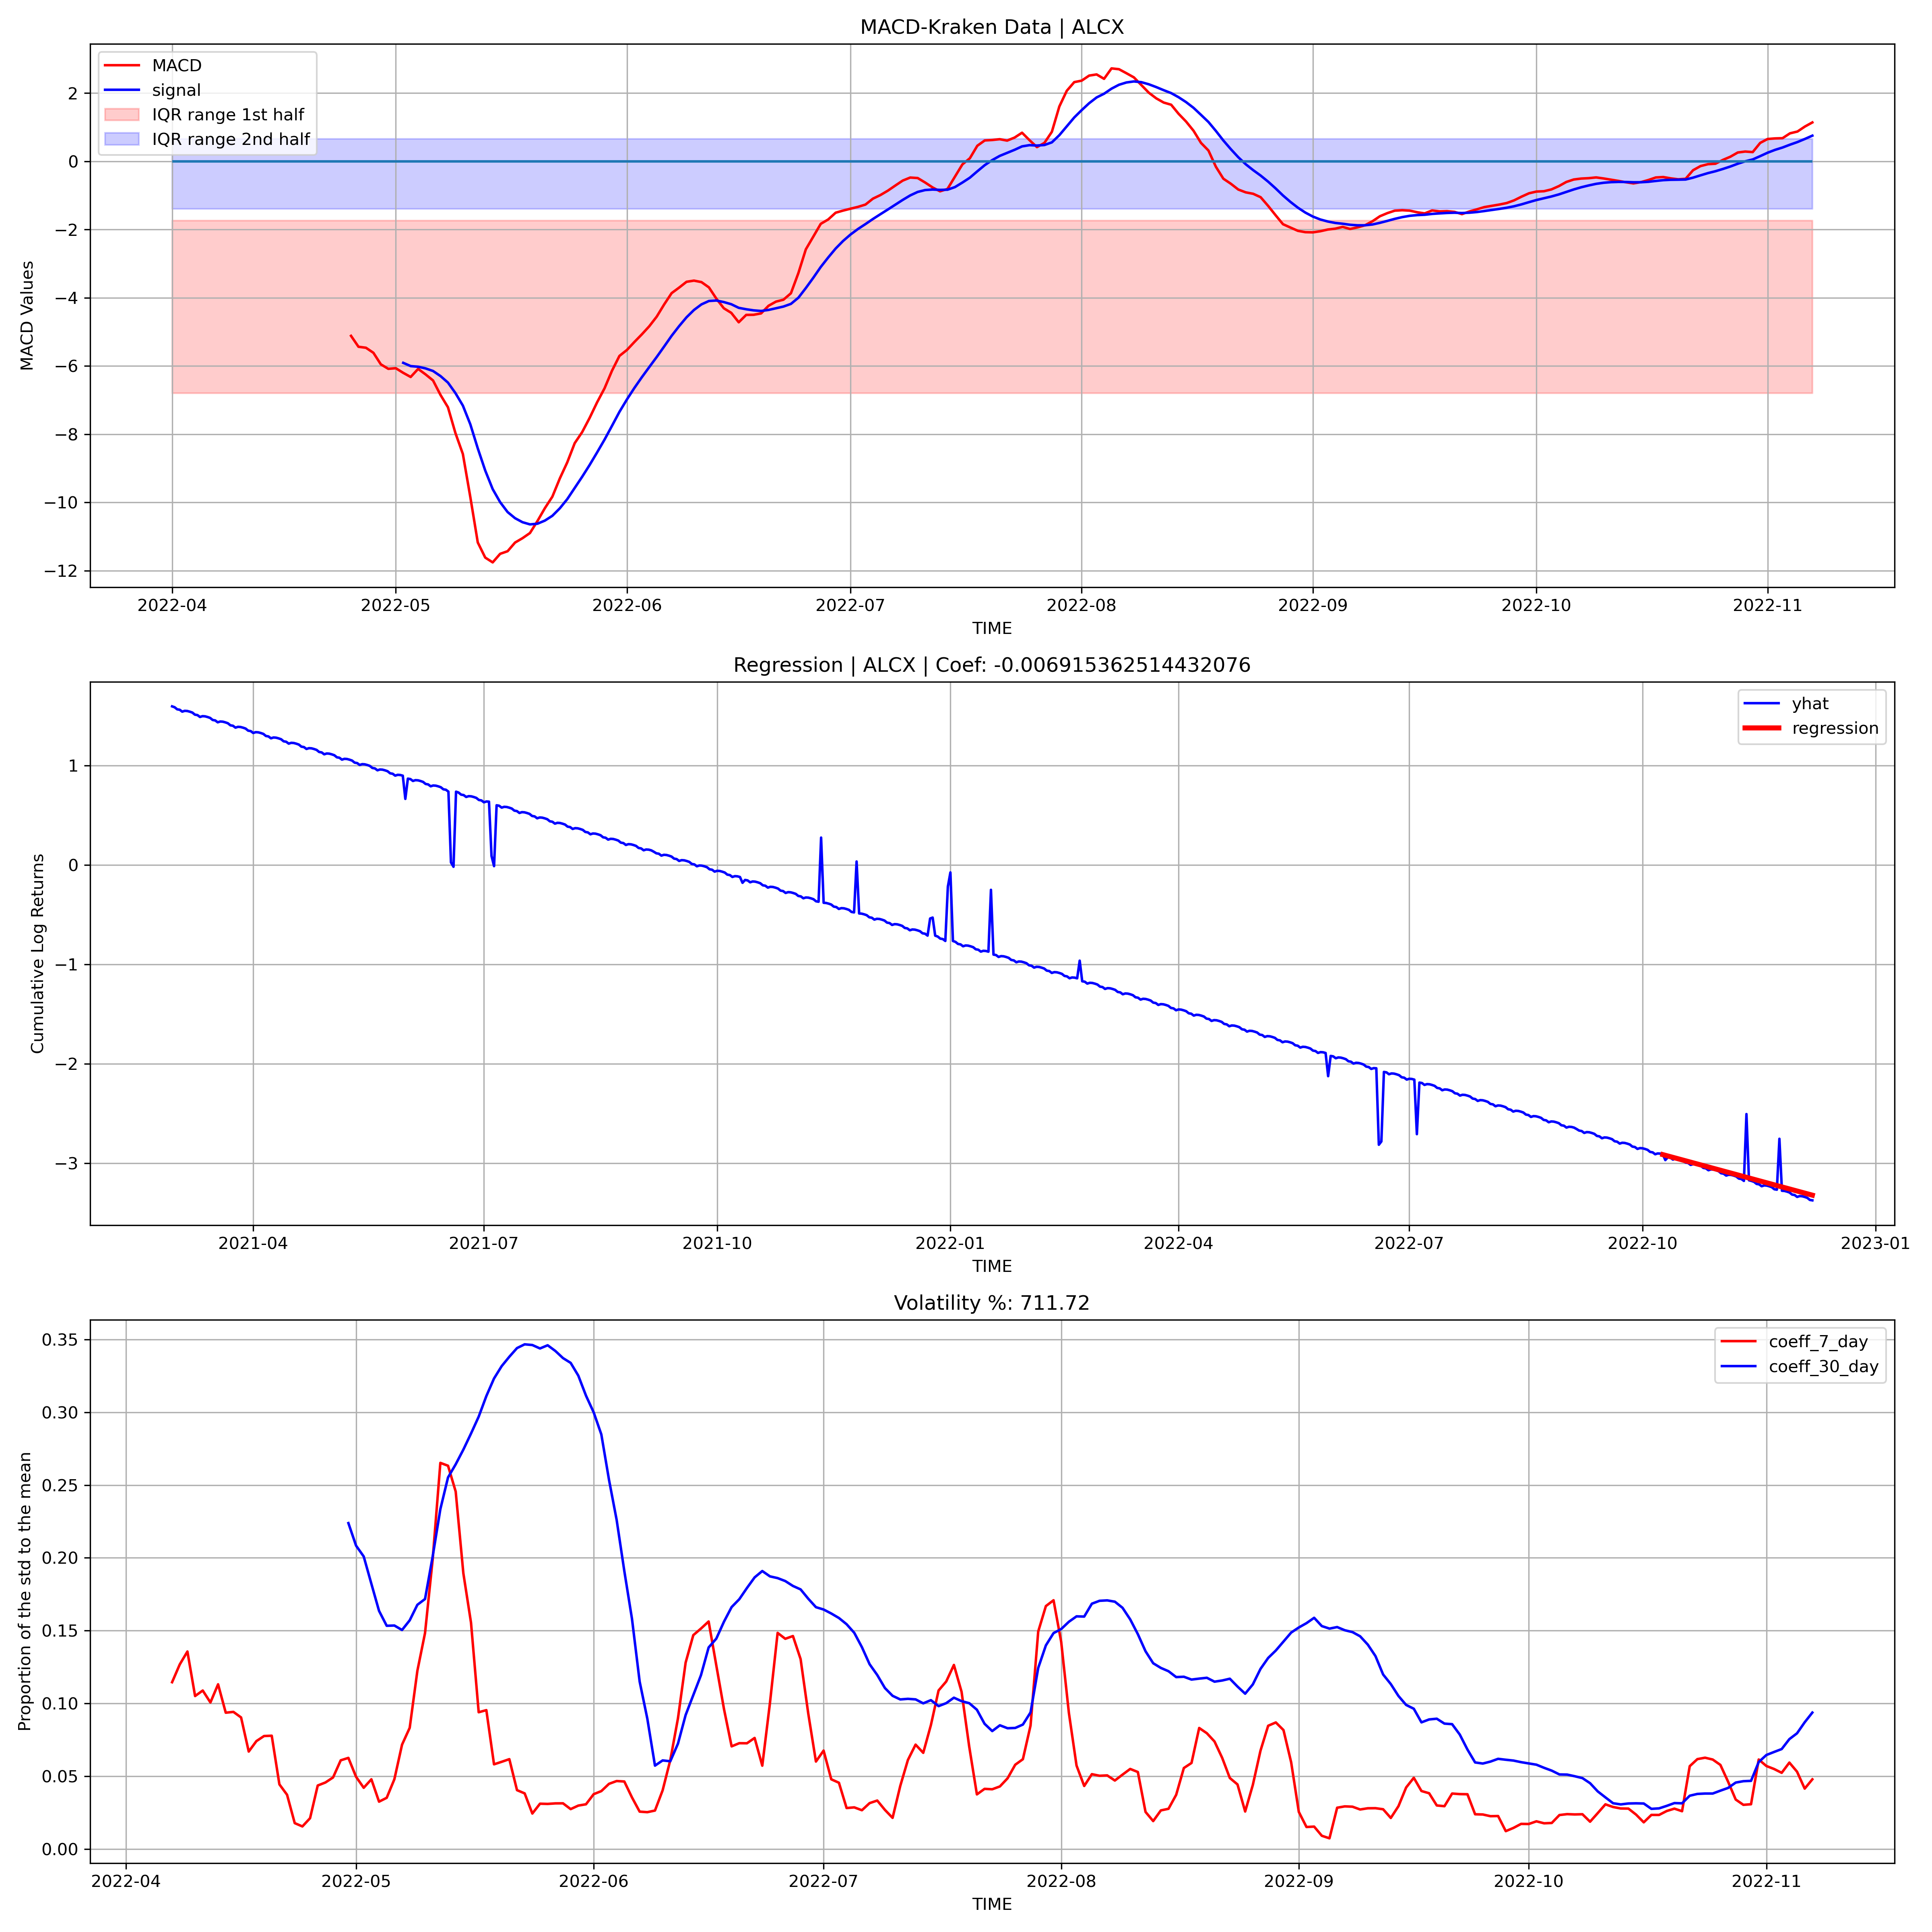 MACD-Kraken Data | ALCX
MACD
signal
IQR range 1st half
IQR range 2nd half
MACD Values
2
0
−2
−4
−6
−8
−10
−12
2022-04 2022-05 2022-06 2022-07 2022-08 2022-09 2022-10 2022-11
TIME
Regression | ALCX | Coef: -0.006915362514432076
yhat
regression
Cumulative Log Returns
1
0
−1
−2
−3
2021-04 2021-07 2021-10 2022-01 2022-04 2022-07 2022-10 2023-01
TIME
Volatility %: 711.72
coeff_7_day
coeff_30_day
Proportion of the std to the mean
0.35
0.30
0.25
0.20
0.15
0.10
0.05
0.00
2022-04 2022-05 2022-06 2022-07 2022-08 2022-09 2022-10 2022-11
TIME